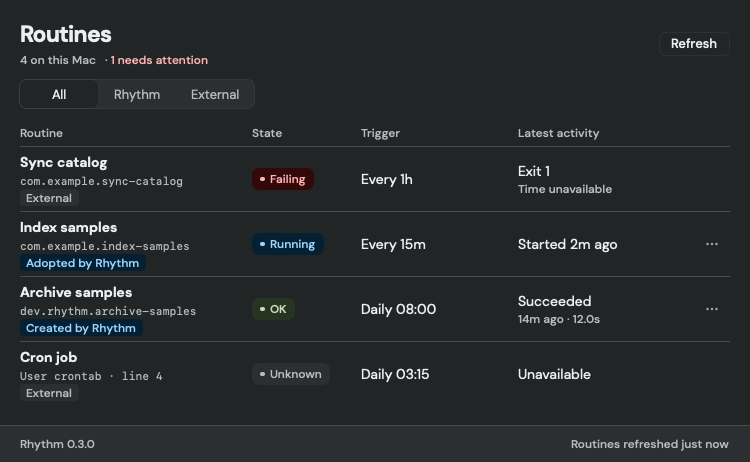 Routines
4 on this Mac · 1 needs attention
Refresh
All Rhythm External
Routine State Trigger Latest activity
Sync catalog
com.example.sync-catalog
External
Failing
Every 1h
Exit 1
Time unavailable
Index samples
com.example.index-samples
Adopted by Rhythm
Running
Every 15m
Started 2m ago
Archive samples
dev.rhythm.archive-samples
Created by Rhythm
OK
Daily 08:00
Succeeded
14m ago · 12.0s
Cron job
User crontab · line 4
External
Unknown
Daily 03:15
Unavailable
Rhythm 0.3.0
Routines refreshed just now